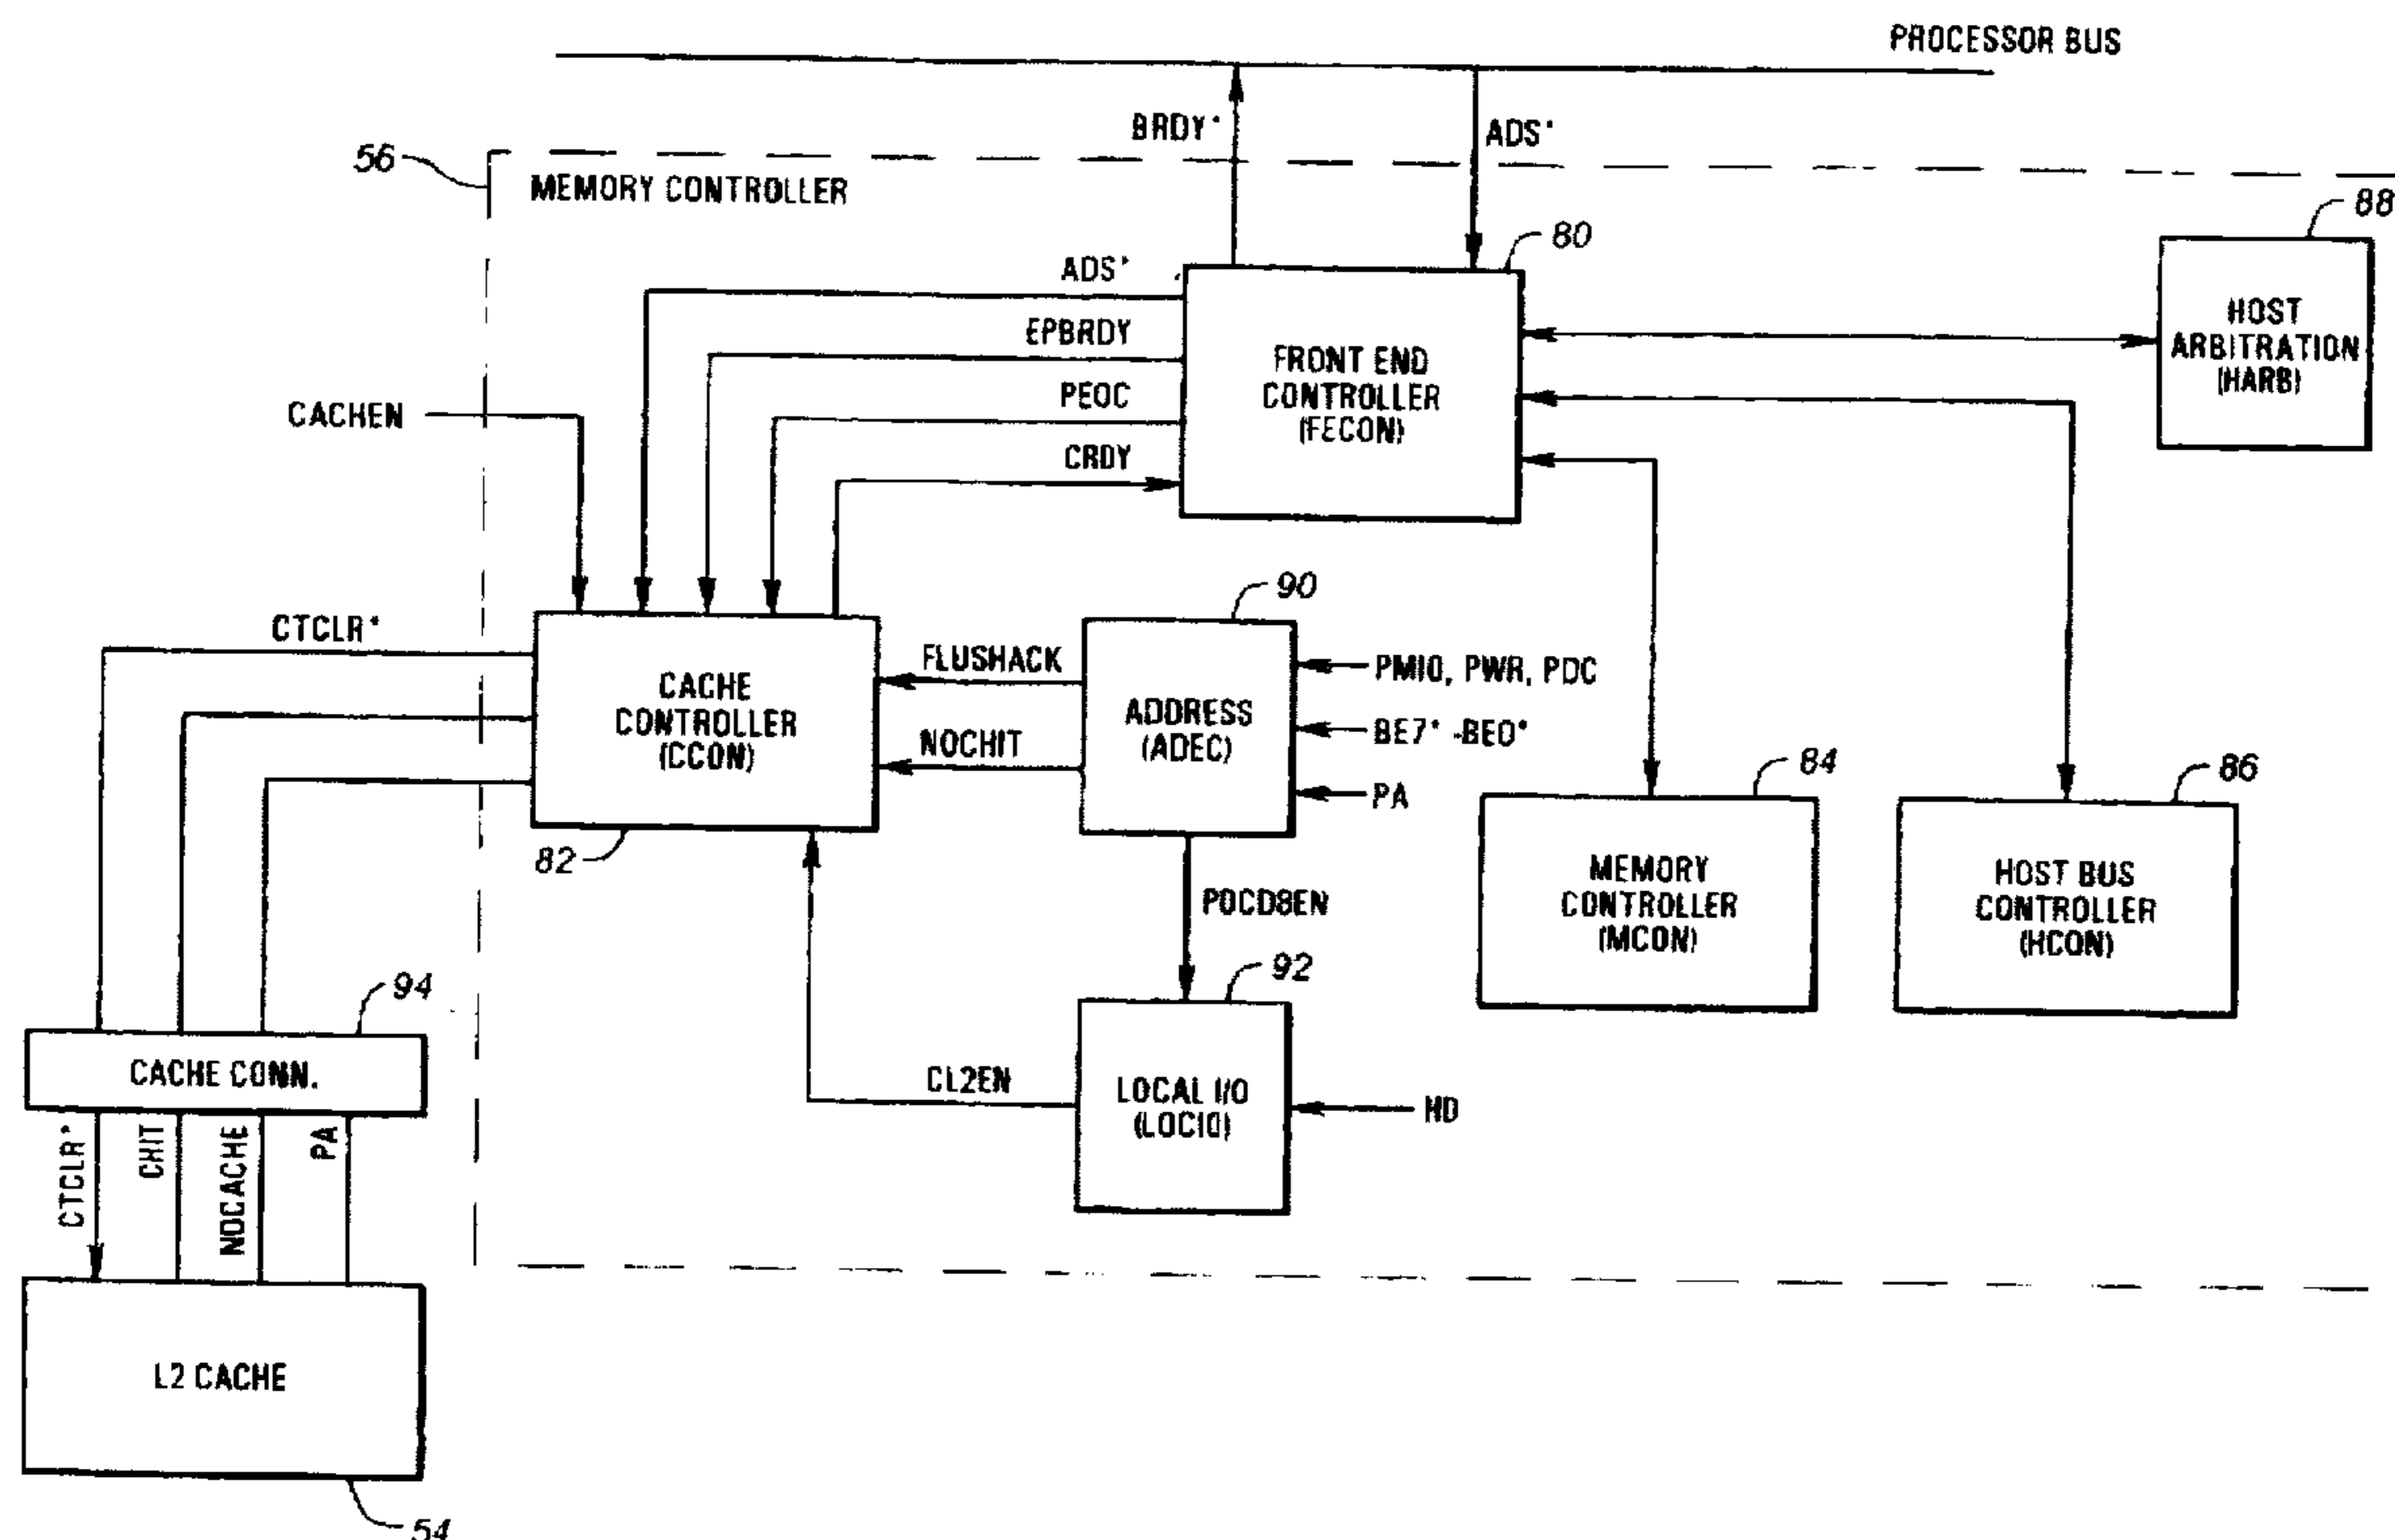 PROCESSOR BUS
BRDY*
ADS*
56
MEMORY CONTROLLER
88
80
ADS*
HOST
ARBITRATION
(HARB)
EPBRDY
FRONT END
CONTROLLER
(FECON)
PEOC
CACHEN
CRDY
90
CTCLR*
FLUSHACK
PMIO, PWR, PDC
CACHE
CONTROLLER
(CCON)
ADDRESS
(ADEC)
NOCHIT
BE7* -BE0*
PA
84
86
82
MEMORY
CONTROLLER
(MCON)
HOST BUS
CONTROLLER
(HCON)
POCD8EN
92
94
CACHE CONN.
CL2EN
LOCAL I/O
(LOCIO)
HD
CTCLR*
CHIT
NOCACHE
PA
L2 CACHE
54